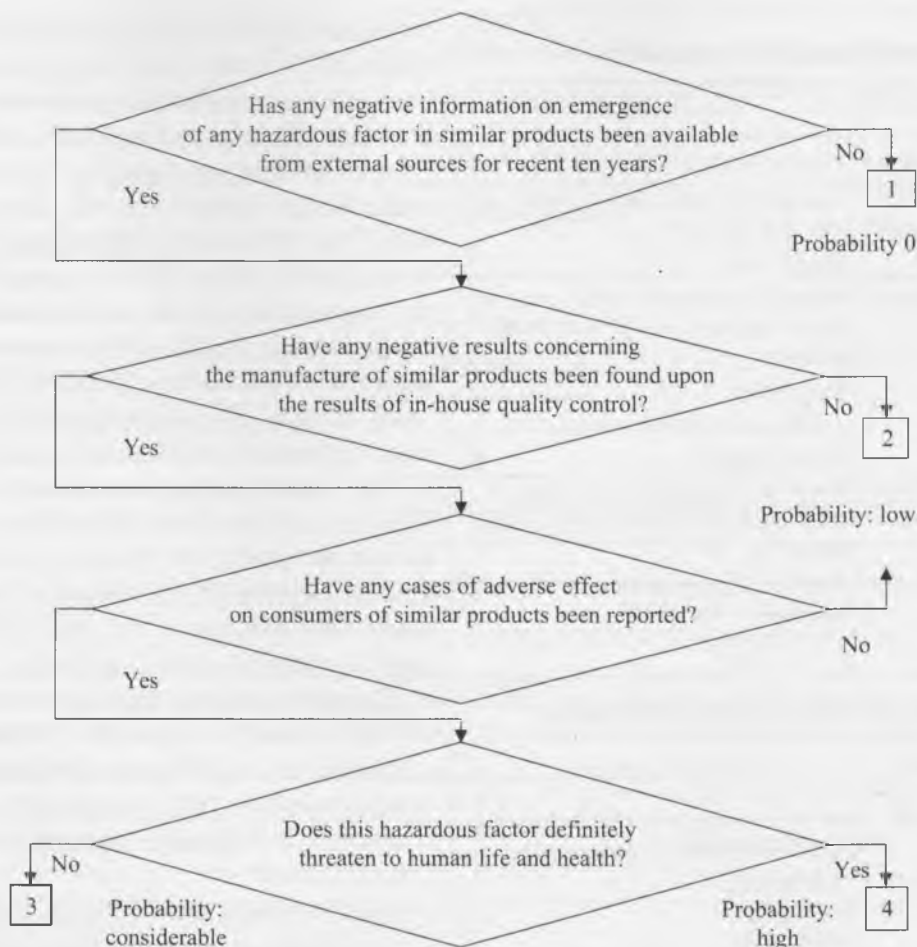 Has any negative information on emergence
of any hazardous factor in similar products been available
from external sources for recent ten years?
No
Yes
1
Probability 0
Have any negative results concerning
the manufacture of similar products been found upon
the results of in-house quality control?
No
Yes
2
Probability: low
Have any cases of adverse effect
on consumers of similar products been reported?
No
Yes
Does this hazardous factor definitely
threaten to human life and health?
No
Yes
3
Probability:
considerable
Probability:
high
4